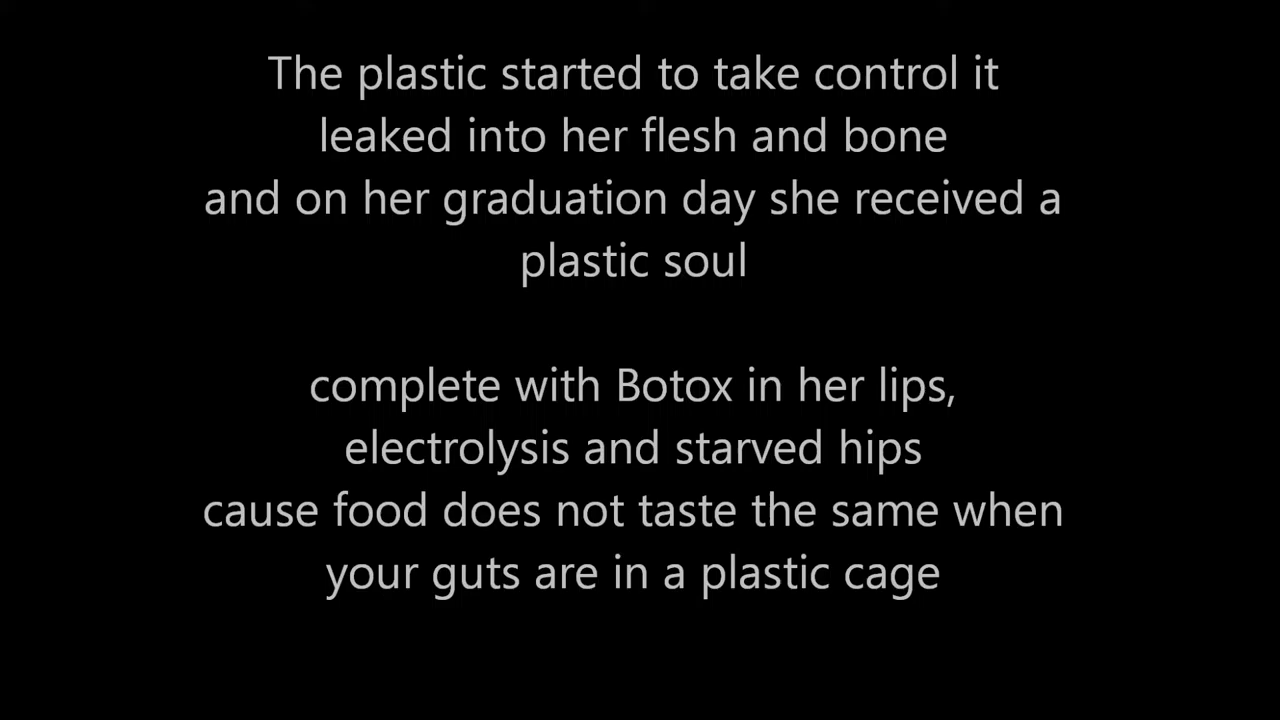 The plastic started to take control it
leaked into her flesh and bone
and on her graduation day she received a
plastic soul
complete with Botox in her lips,
electrolysis and starved hips
cause food does not taste the same when
your guts are in a plastic cage